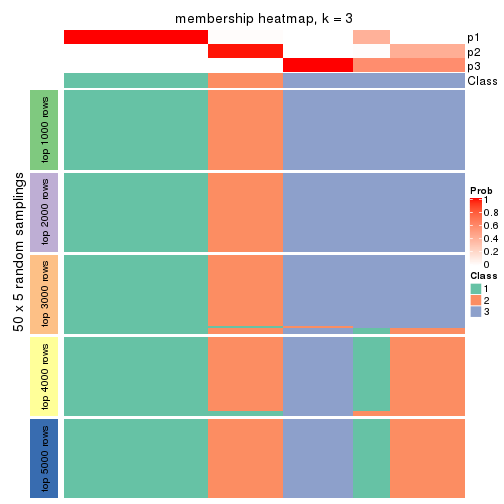 membership heatmap, k = 3
p1
p2
p3
Class
50 x 5 random samplings
top 1000 rows
top 2000 rows
top 3000 rows
top 4000 rows
top 5000 rows
Prob
1
0.8
0.6
0.4
0.2
0
Class
1
2
3